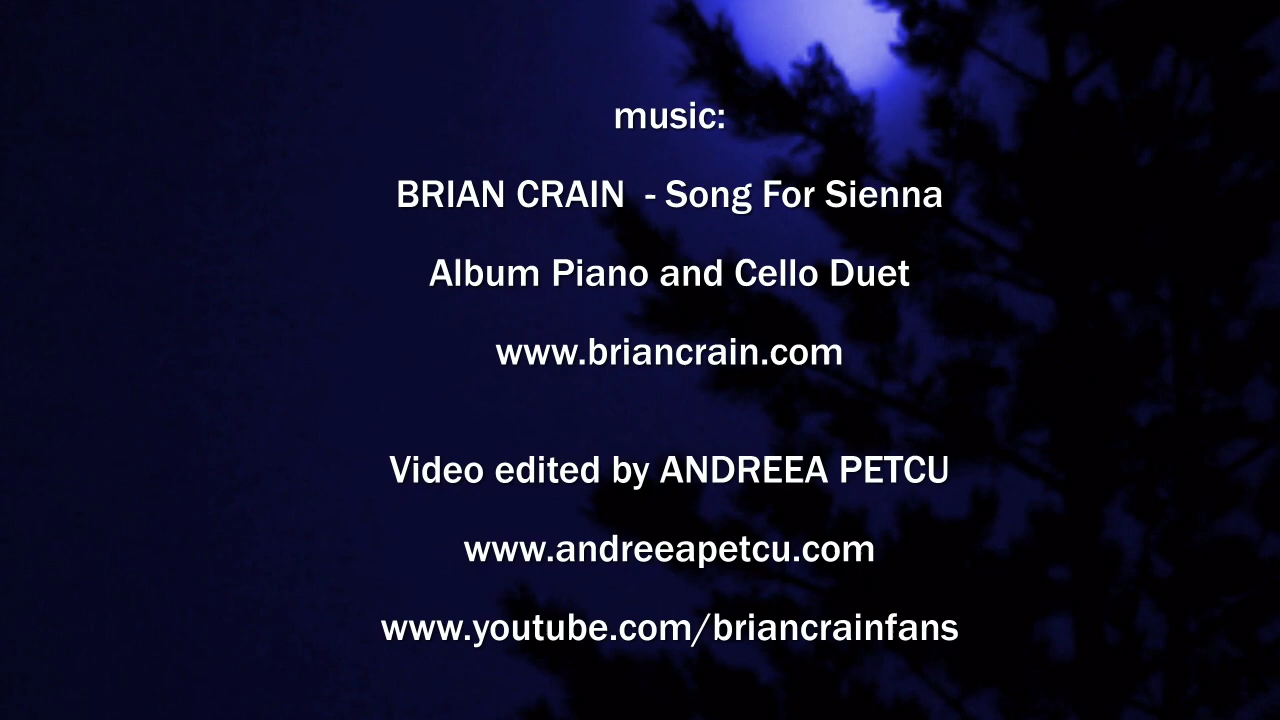 music:
BRIAN CRAIN  - Song For Sienna
Album Piano and Cello Duet
www.briancrain.com
Video edited by ANDREEA PETCU
www.andreeapetcu.com
www.youtube.com/briancrainfans